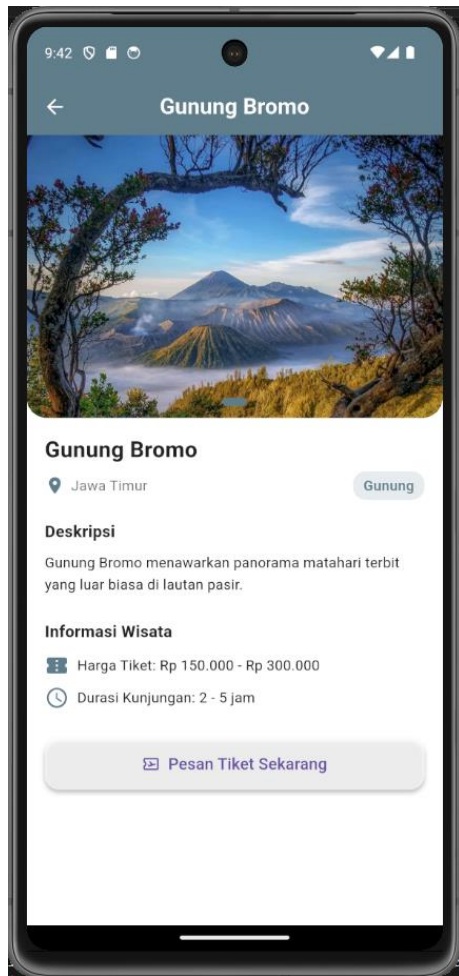 9:42
Gunung Bromo
Gunung Bromo
Jawa Timur
Gunung
Deskripsi
Gunung Bromo menawarkan panorama matahari terbit
yang luar biasa di lautan pasir.
Informasi Wisata
Harga Tiket: Rp 150.000 - Rp 300.000
Durasi Kunjungan: 2 - 5 jam
Pesan Tiket Sekarang